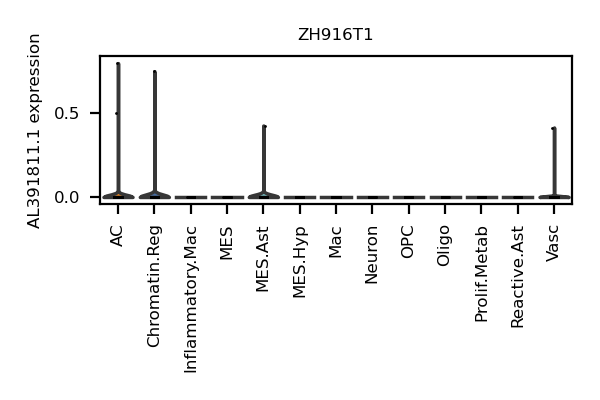 ZH916T1
AL391811.1 expression
0.5
0.0
AC
Chromatin.Reg
Inflammatory.Mac
MES
MES.Ast
MES.Hyp
Mac
Neuron
OPC
Oligo
Prolif.Metab
Reactive.Ast
Vasc